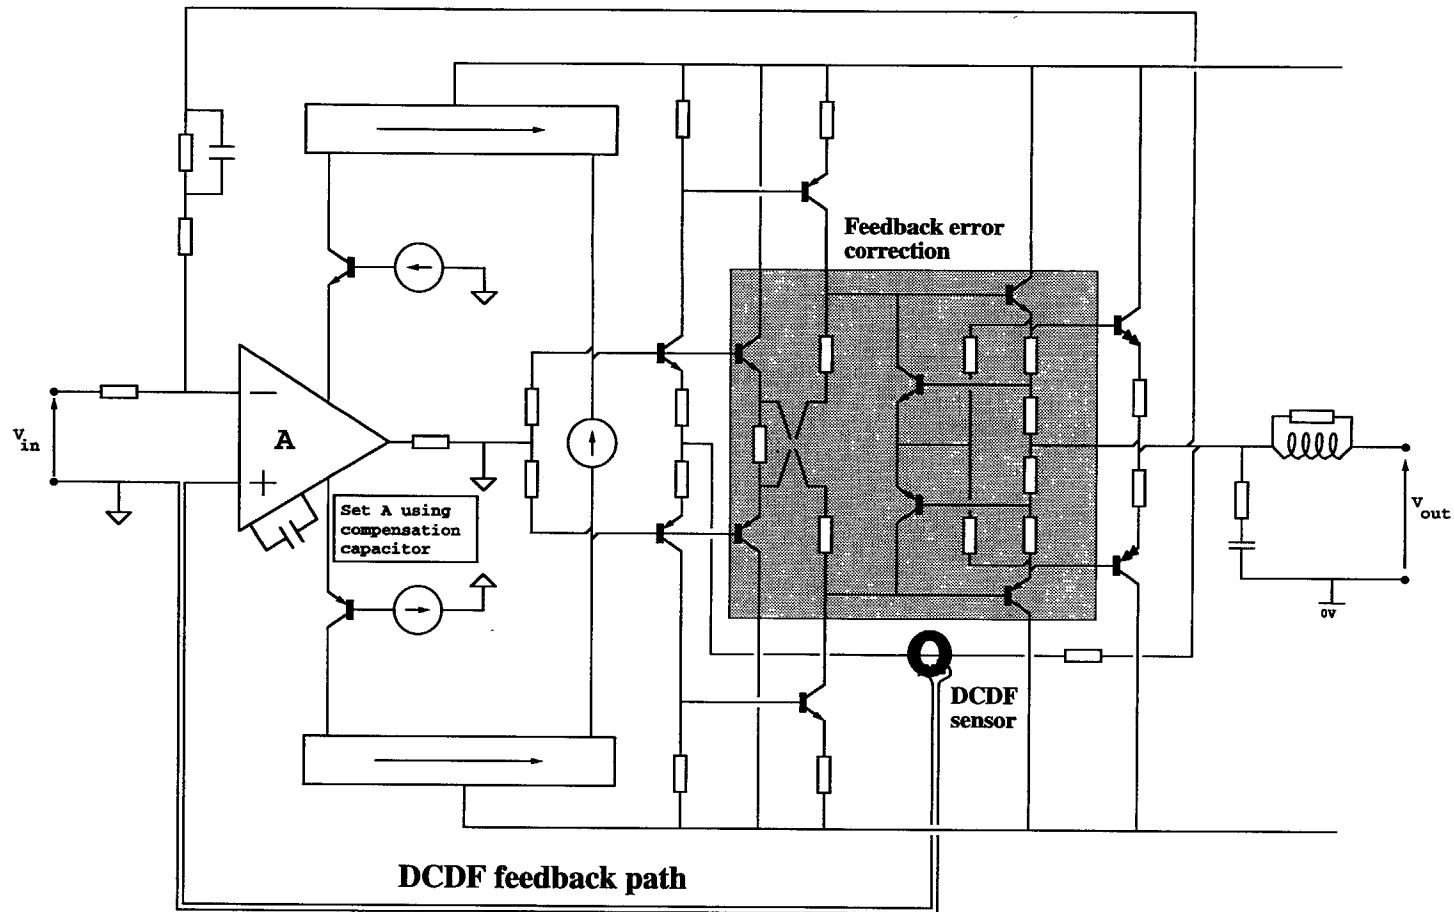 Feedback error
correction
V in
A
Set A using
compensation
capacitor
V out
0V
DCDF
sensor
DCDF feedback path